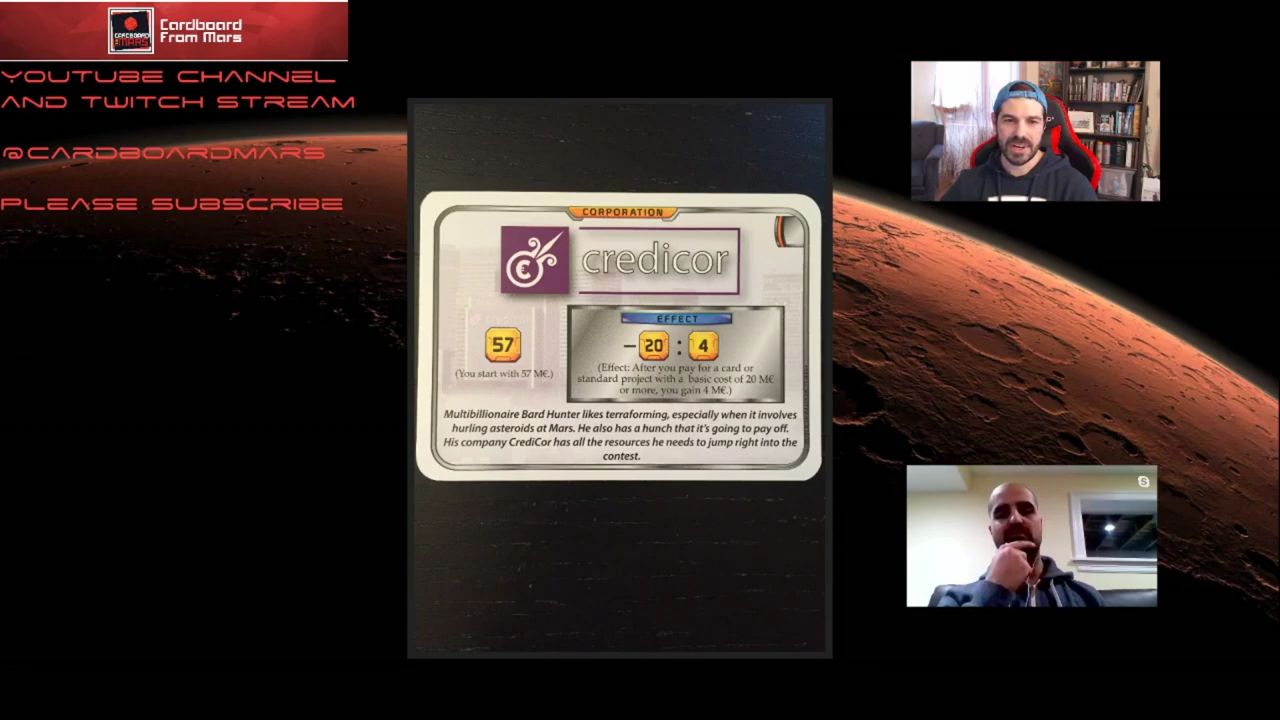 Cardboard
From Mars
YOUTUBE CHANNEL
AND TWITCH STREAM
@CARDBOARDMARS
PLEASE SUBSCRIBE
CORPORATION
€
credicor
EFFECT
57
−20 : 4
(You start with 57 M€.)
(Effect: After you pay for a card or
standard project with a basic cost of 20 M€
or more, you gain 4 M€.)
Multibillionaire Bard Hunter likes terraforming, especially when it involves
hurling asteroids at Mars. He also has a hunch that it's going to pay off.
His company CrediCor has all the resources he needs to jump right into the
contest.